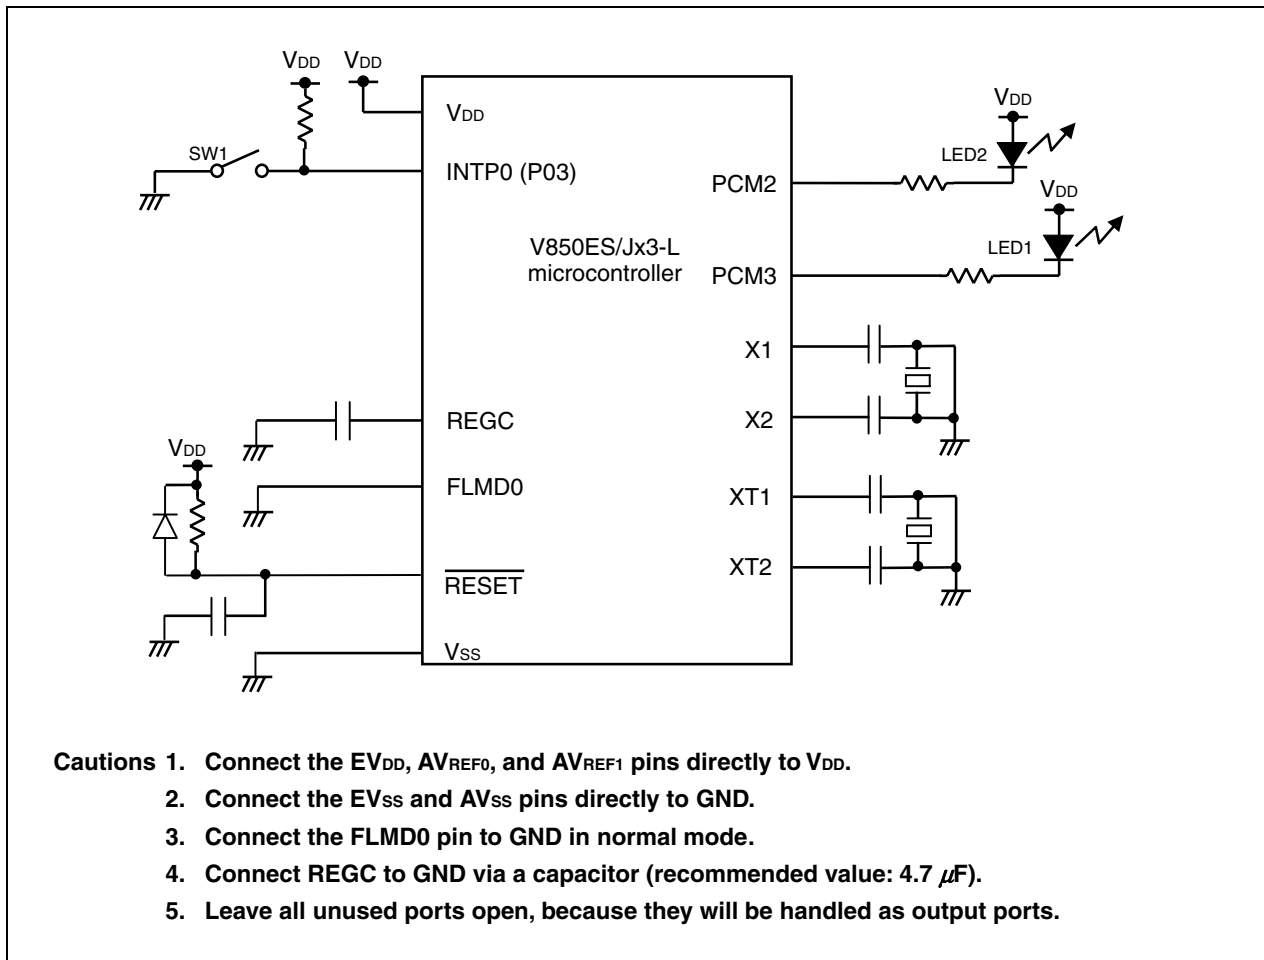 VDD
VDD
VDD
SW1
INTP0 (P03)
VDD
LED2
PCM2
VDD
LED1
V850ES/Jx3-L
microcontroller
PCM3
X1
X2
REGC
VDD
FLMD0
XT1
XT2
RESET
VSS
Cautions 1. Connect the EVDD, AVREF0, and AVREF1 pins directly to VDD.
2. Connect the EVSS and AVSS pins directly to GND.
3. Connect the FLMD0 pin to GND in normal mode.
4. Connect REGC to GND via a capacitor (recommended value: 4.7 μF).
5. Leave all unused ports open, because they will be handled as output ports.